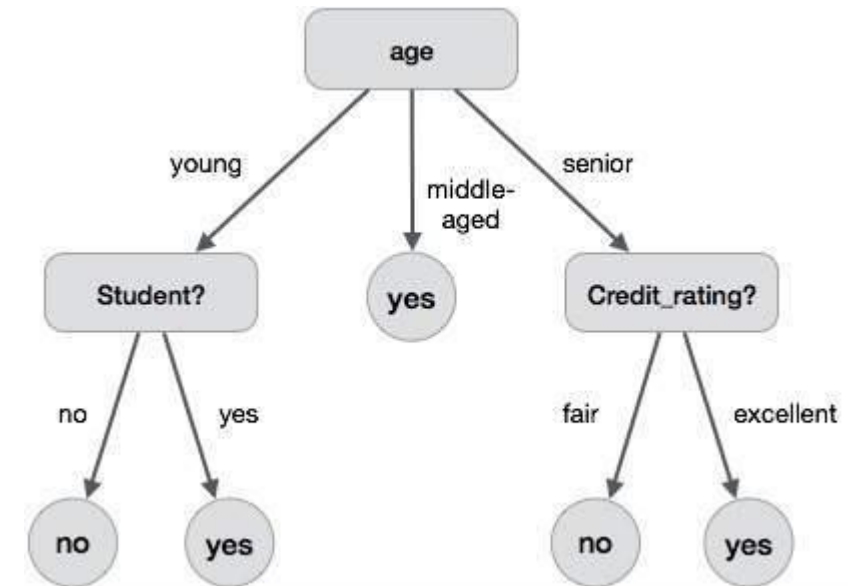 age
young
middle-
aged
senior
Student?
yes
Credit_rating?
no
yes
fair
excellent
no
yes
no
yes